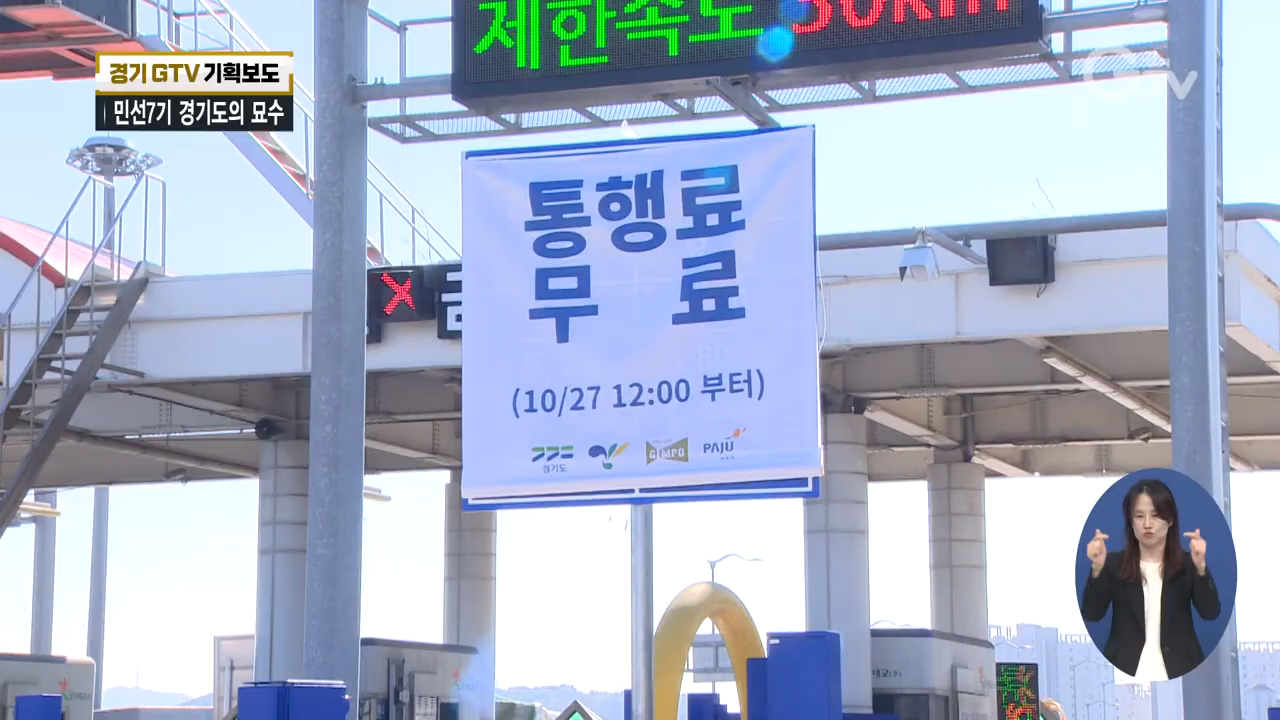 제한속도 30km
경기 GTV 기획보도
민선7기 경기도의 묘수
통행료
무 료
(10/27 12:00 부터)
경기도
GIMPO
PAJU